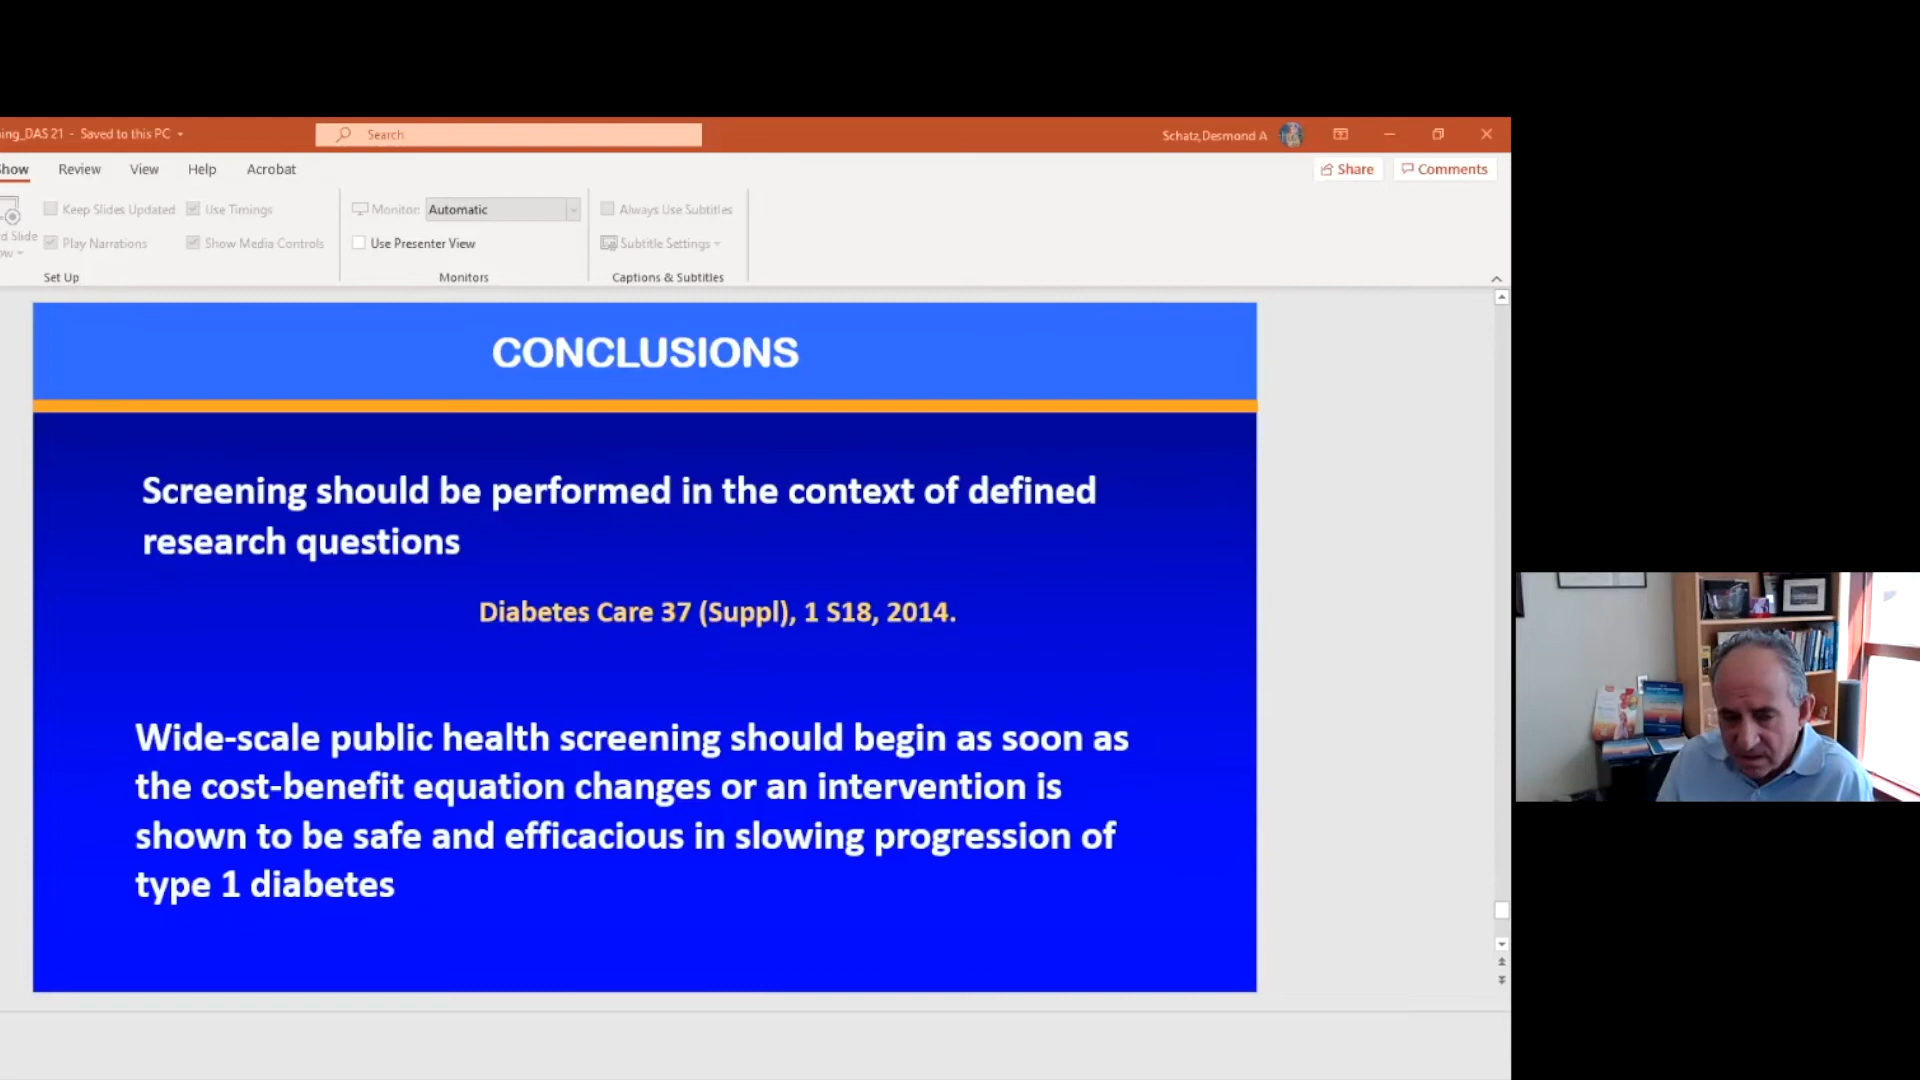 ing_DAS 21 - Saved to this PC
Search
Schatz,Desmond A
Show Review View Help Acrobat
Share Comments
Keep Slides Updated Use Timings
Monitor: Automatic
Always Use Subtitles
d Slide
ow
Play Narrations Show Media Controls
Use Presenter View
Subtitle Settings
Set Up Monitors Captions & Subtitles
CONCLUSIONS
Screening should be performed in the context of defined
research questions
Diabetes Care 37 (Suppl), 1 S18, 2014.
Wide-scale public health screening should begin as soon as
the cost-benefit equation changes or an intervention is
shown to be safe and efficacious in slowing progression of
type 1 diabetes